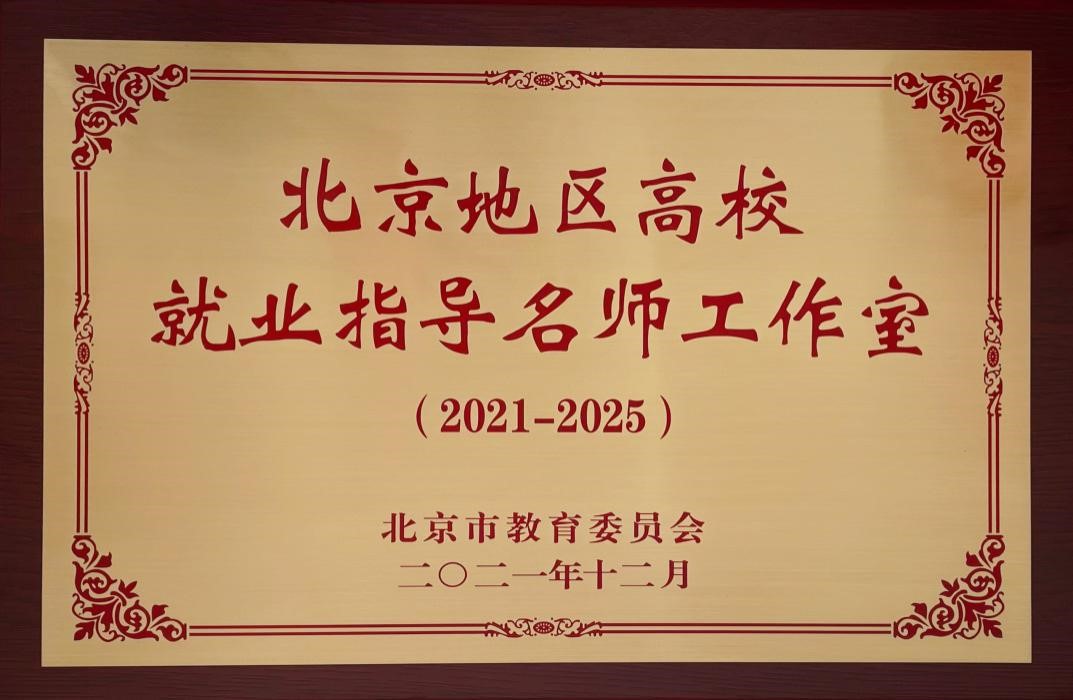 北京地区高校
就业指导名师工作室
（2021-2025）
北京市教育委员会
二〇二一年十二月